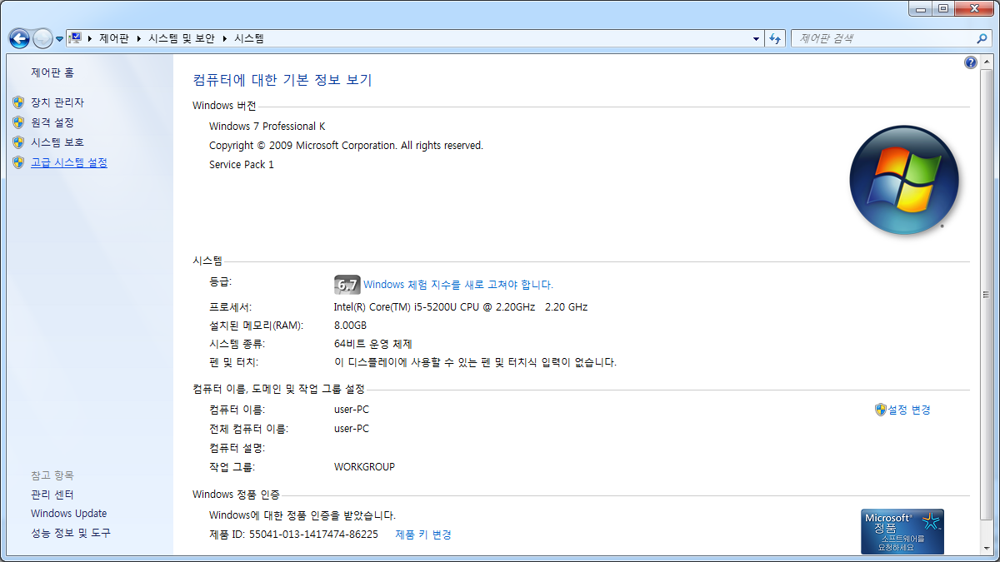 제어판 ▸ 시스템 및 보안 ▸ 시스템
제어판 검색
제어판 홈
장치 관리자
원격 설정
시스템 보호
고급 시스템 설정
참고 항목
관리 센터
Windows Update
성능 정보 및 도구
컴퓨터에 대한 기본 정보 보기
Windows 버전
Windows 7 Professional K
Copyright © 2009 Microsoft Corporation. All rights reserved.
Service Pack 1
시스템
등급: 6.7 Windows 체험 지수를 새로 고쳐야 합니다.
프로세서: Intel(R) Core(TM) i5-5200U CPU @ 2.20GHz 2.20 GHz
설치된 메모리(RAM): 8.00GB
시스템 종류: 64비트 운영 체제
펜 및 터치: 이 디스플레이에 사용할 수 있는 펜 및 터치식 입력이 없습니다.
컴퓨터 이름, 도메인 및 작업 그룹 설정
컴퓨터 이름: user-PC 설정 변경
전체 컴퓨터 이름: user-PC
컴퓨터 설명:
작업 그룹: WORKGROUP
Windows 정품 인증
Windows에 대한 정품 인증을 받았습니다.
제품 ID: 55041-013-1417474-86225 제품 키 변경
Microsoft®
정품
소프트웨어를
요청하세요